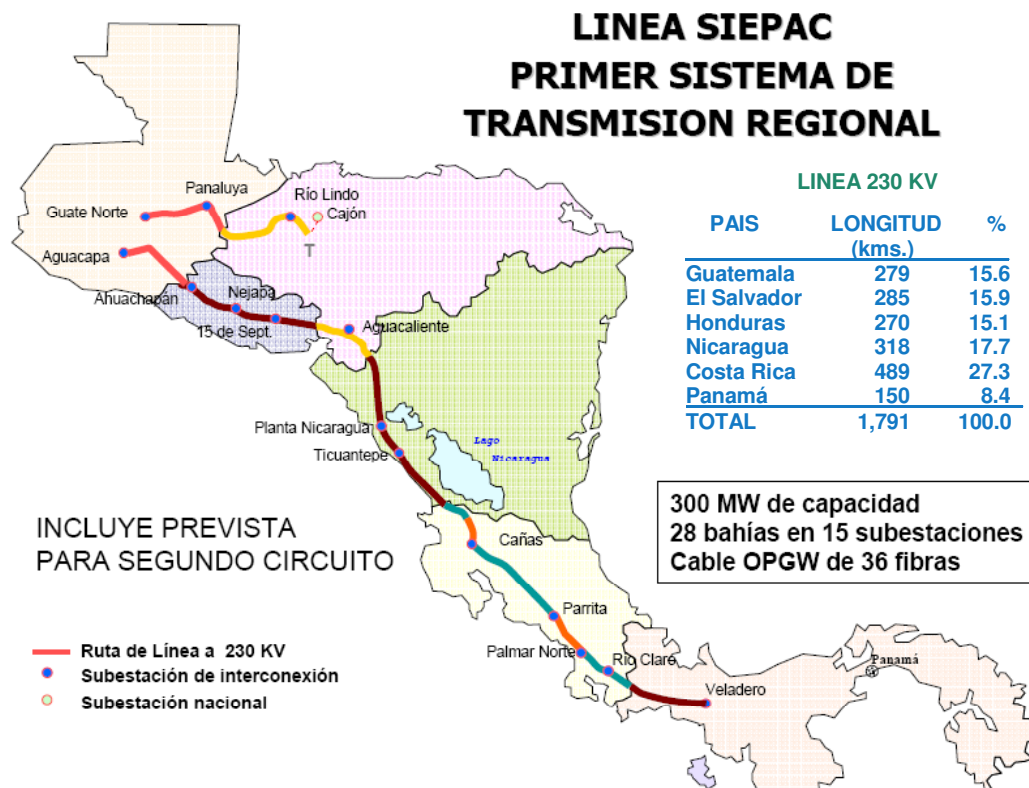 LINEA SIEPAC
PRIMER SISTEMA DE
TRANSMISION REGIONAL
LINEA 230 KV
PAIS LONGITUD %
(kms.)
Guatemala 279 15.6
El Salvador 285 15.9
Honduras 270 15.1
Nicaragua 318 17.7
Costa Rica 489 27.3
Panamá 150 8.4
TOTAL 1,791 100.0
Panaluya
Río Lindo
Guate Norte
Cajón
T
Aguacapa
Ahuachapán
Nejapa
15 de Sept.
Aguacaliente
Planta Nicaragua
Ticuantepe
Lago
Nicaragua
300 MW de capacidad
28 bahías en 15 subestaciones
Cable OPGW de 36 fibras
INCLUYE PREVISTA
PARA SEGUNDO CIRCUITO
Cañas
Parrita
Palmar Norte
Río Claro
Panamá
Veladero
Ruta de Línea a 230 KV
Subestación de interconexión
Subestación nacional